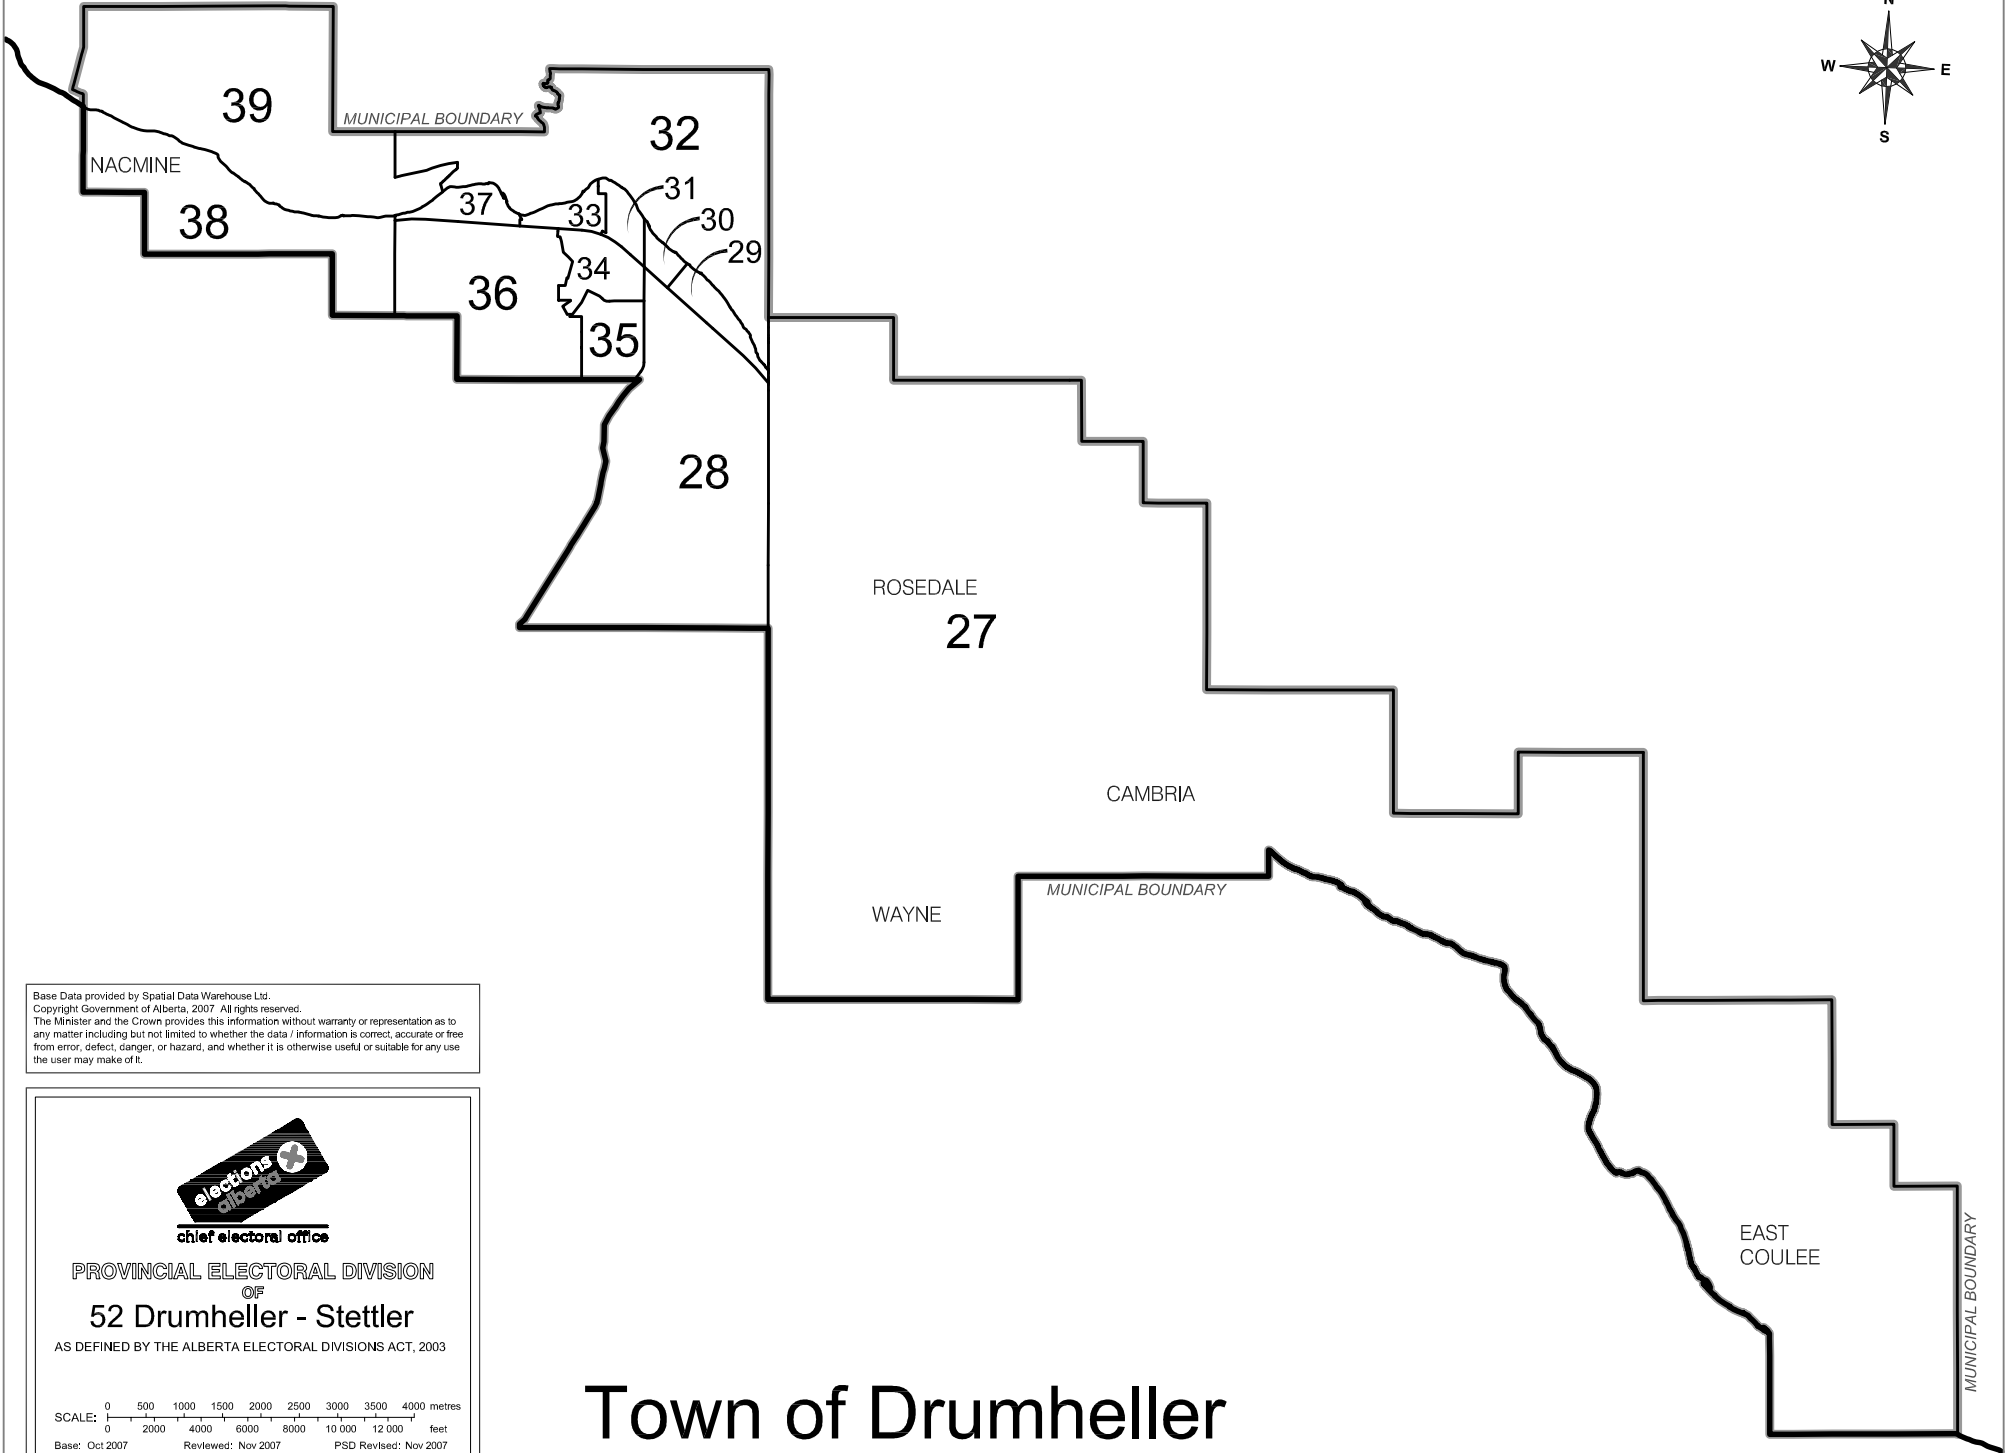 N
W
E
S
39
MUNICIPAL BOUNDARY
32
NACMINE
38
37
33
31
30
29
34
36
35
28
ROSEDALE
27
CAMBRIA
MUNICIPAL BOUNDARY
WAYNE
EAST
COULEE
MUNICIPAL BOUNDARY
Base Data provided by Spatial Data Warehouse Ltd.
Copyright Government of Alberta, 2007 All rights reserved.
The Minister and the Crown provides this information without warranty or representation as to
any matter including but not limited to whether the data / information is correct, accurate or free
from error, defect, danger, or hazard, and whether it is otherwise useful or suitable for any use
the user may make of it.
elections
alberta
chief electoral office
PROVINCIAL ELECTORAL DIVISION
OF
52 Drumheller - Stettler
AS DEFINED BY THE ALBERTA ELECTORAL DIVISIONS ACT, 2003
0 500 1000 1500 2000 2500 3000 3500 4000 metres
SCALE:
0 2000 4000 6000 8000 10 000 12 000 feet
Base: Oct 2007 Reviewed: Nov 2007 PSD Revised: Nov 2007
Town of Drumheller